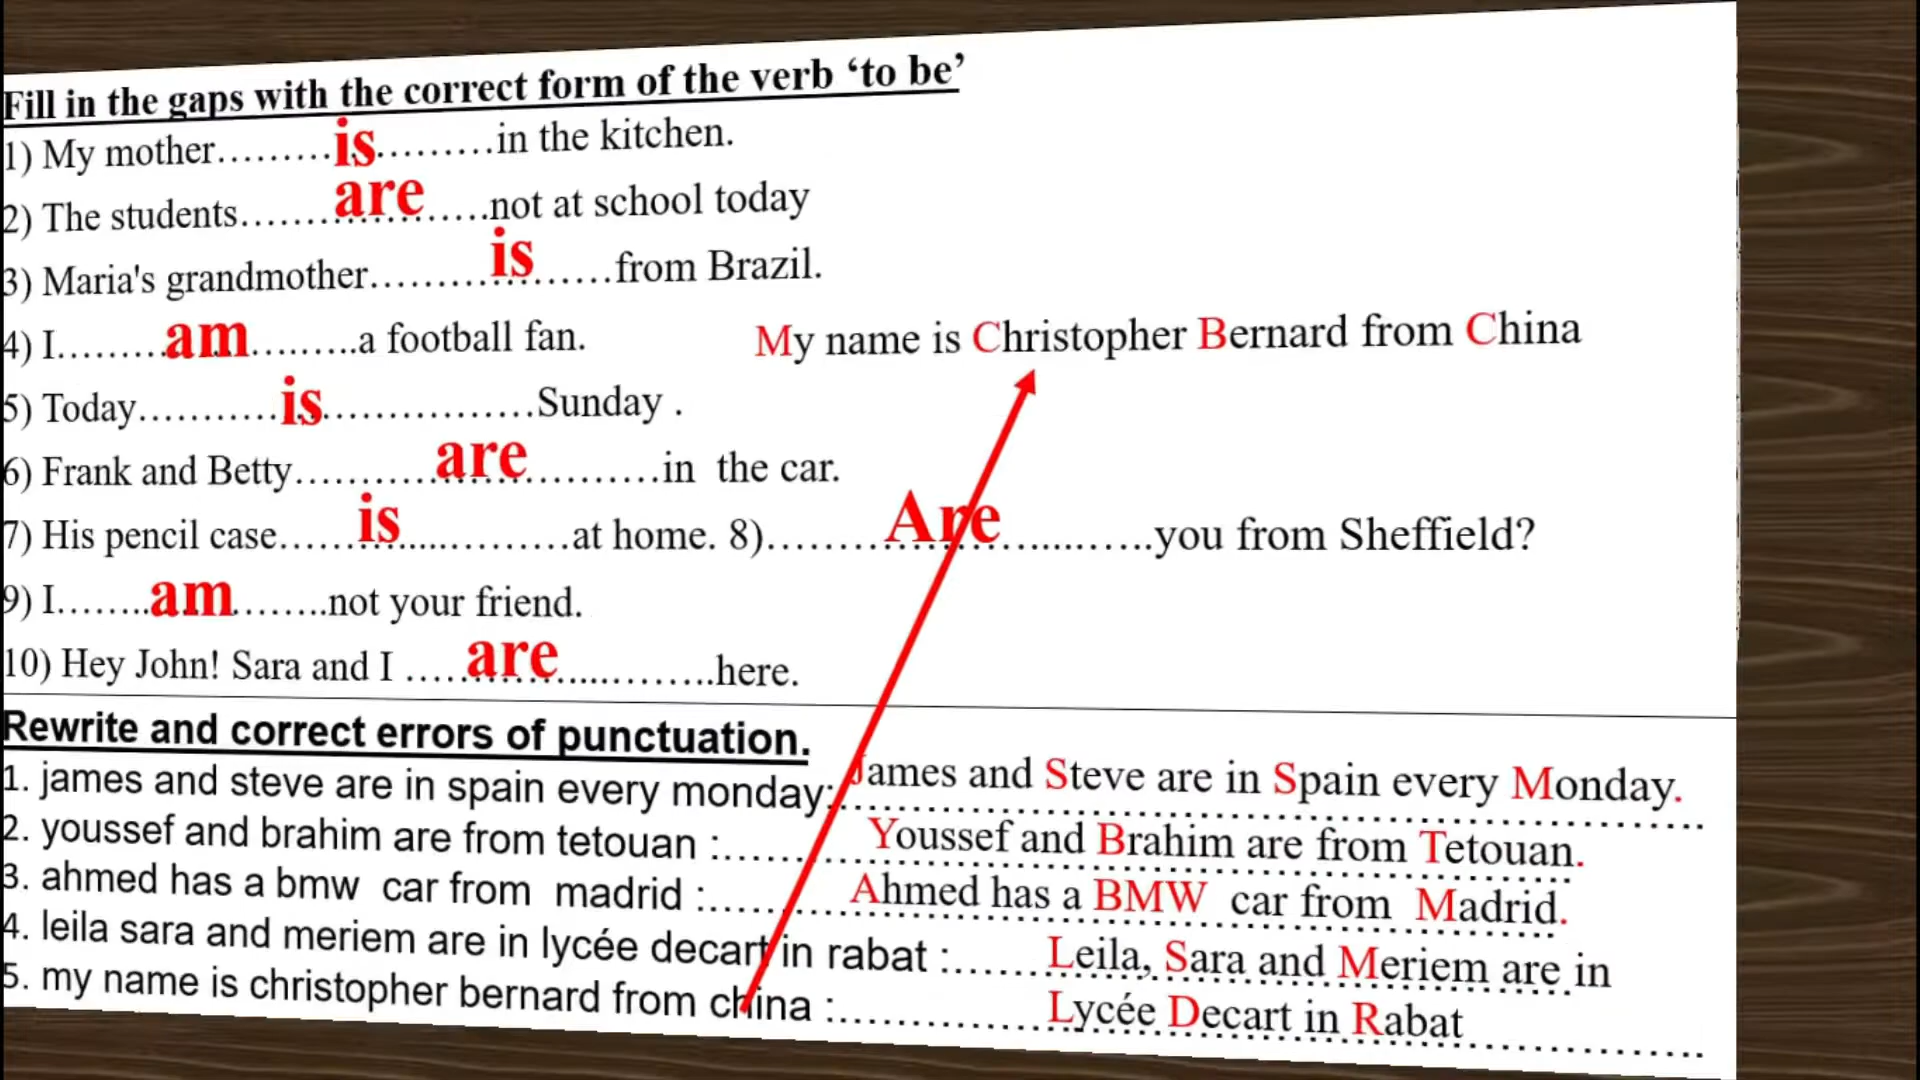 Fill in the gaps with the correct form of the verb ‘to be’
1) My mother.........is..........in the kitchen.
2) The students.......are......not at school today
3) Maria's grandmother.........is.......from Brazil.
4) I........am.........a football fan.
My name is Christopher Bernard from China
5) Today...........is................Sunday .
6) Frank and Betty.........are..........in the car.
7) His pencil case......is..........at home. 8).........Are..........you from Sheffield?
9) I.......am........not your friend.
10) Hey John! Sara and I ....are..........here.
Rewrite and correct errors of punctuation.
1. james and steve are in spain every monday: James and Steve are in Spain every Monday.
2. youssef and brahim are from tetouan :...... Youssef and Brahim are from Tetouan.
3. ahmed has a bmw car from madrid :...... Ahmed has a BMW car from Madrid.
4. leila sara and meriem are in lycée decart in rabat :...... Leila, Sara and Meriem are in
5. my name is christopher bernard from china :............ Lycée Decart in Rabat